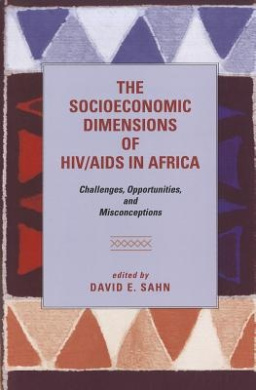 THE
SOCIOECONOMIC
DIMENSIONS
OF
HIV/AIDS IN AFRICA
Challenges, Opportunities,
and
Misconceptions
edited by
DAVID E. SAHN